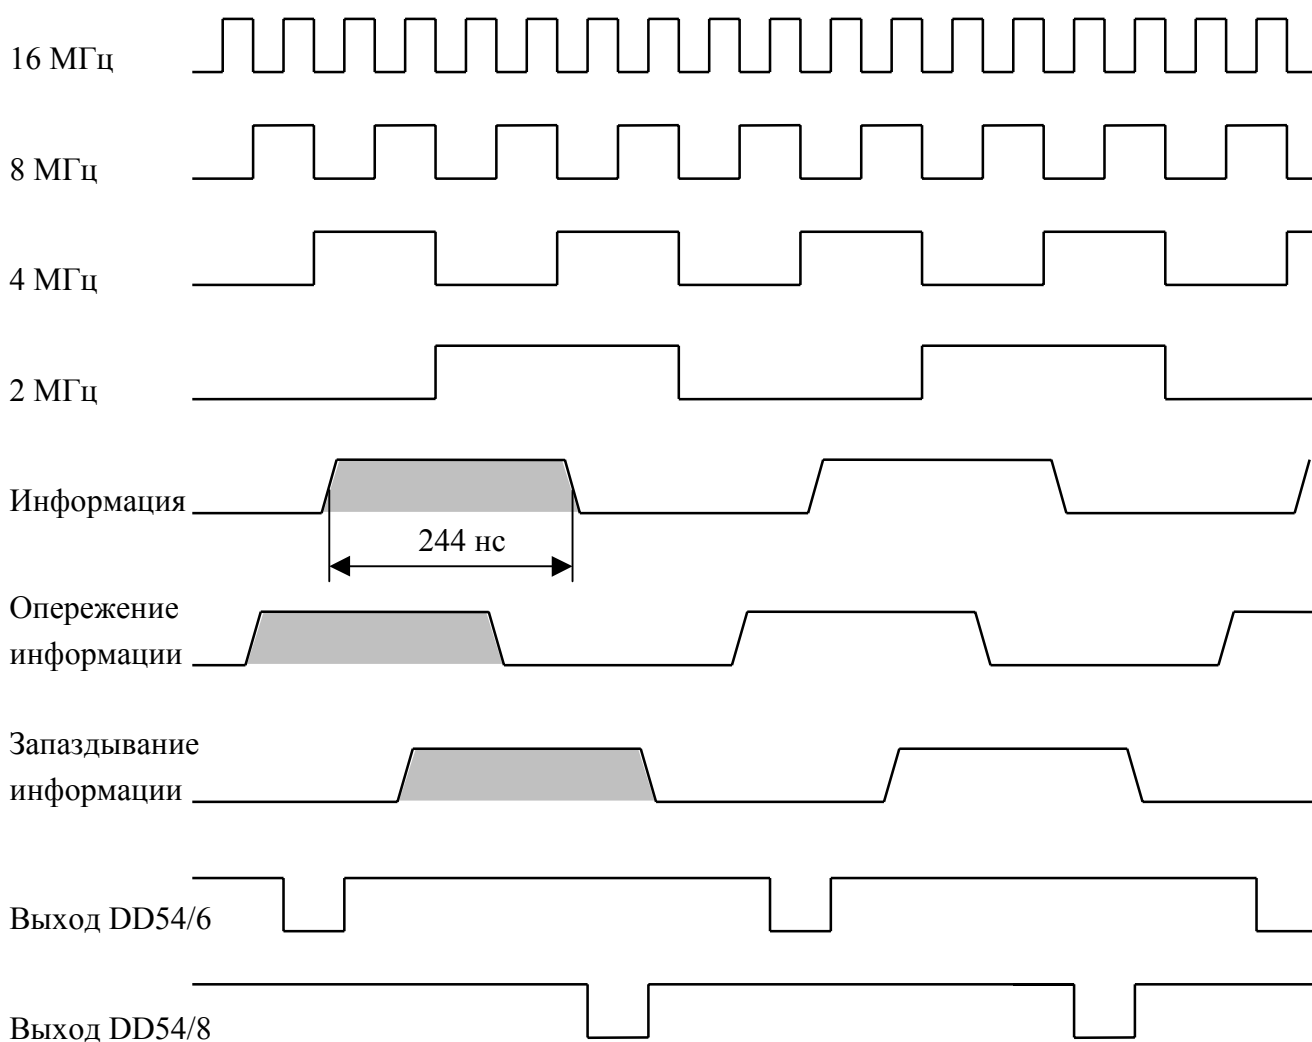 16 МГц
8 МГц
4 МГц
2 МГц
Информация
244 нс
Опережение
информации
Запаздывание
информации
Выход DD54/6
Выход DD54/8